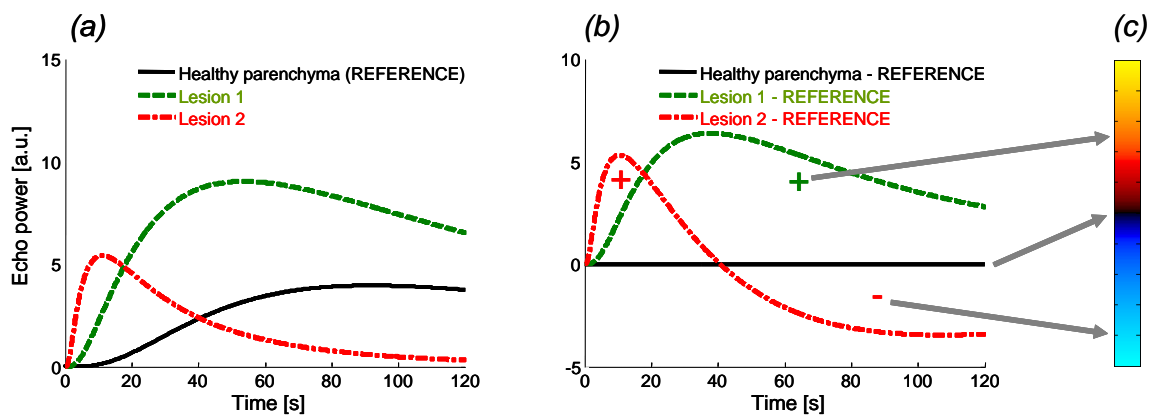 (a)
15
10
5
0
Echo power [a.u.]
Healthy parenchyma (REFERENCE)
Lesion 1
Lesion 2
0 20 40 60 80 100 120
Time [s]
(b)
10
5
0
-5
Healthy parenchyma - REFERENCE
Lesion 1 - REFERENCE
Lesion 2 - REFERENCE
+ +
-
0 20 40 60 80 100 120
Time [s]
(c)